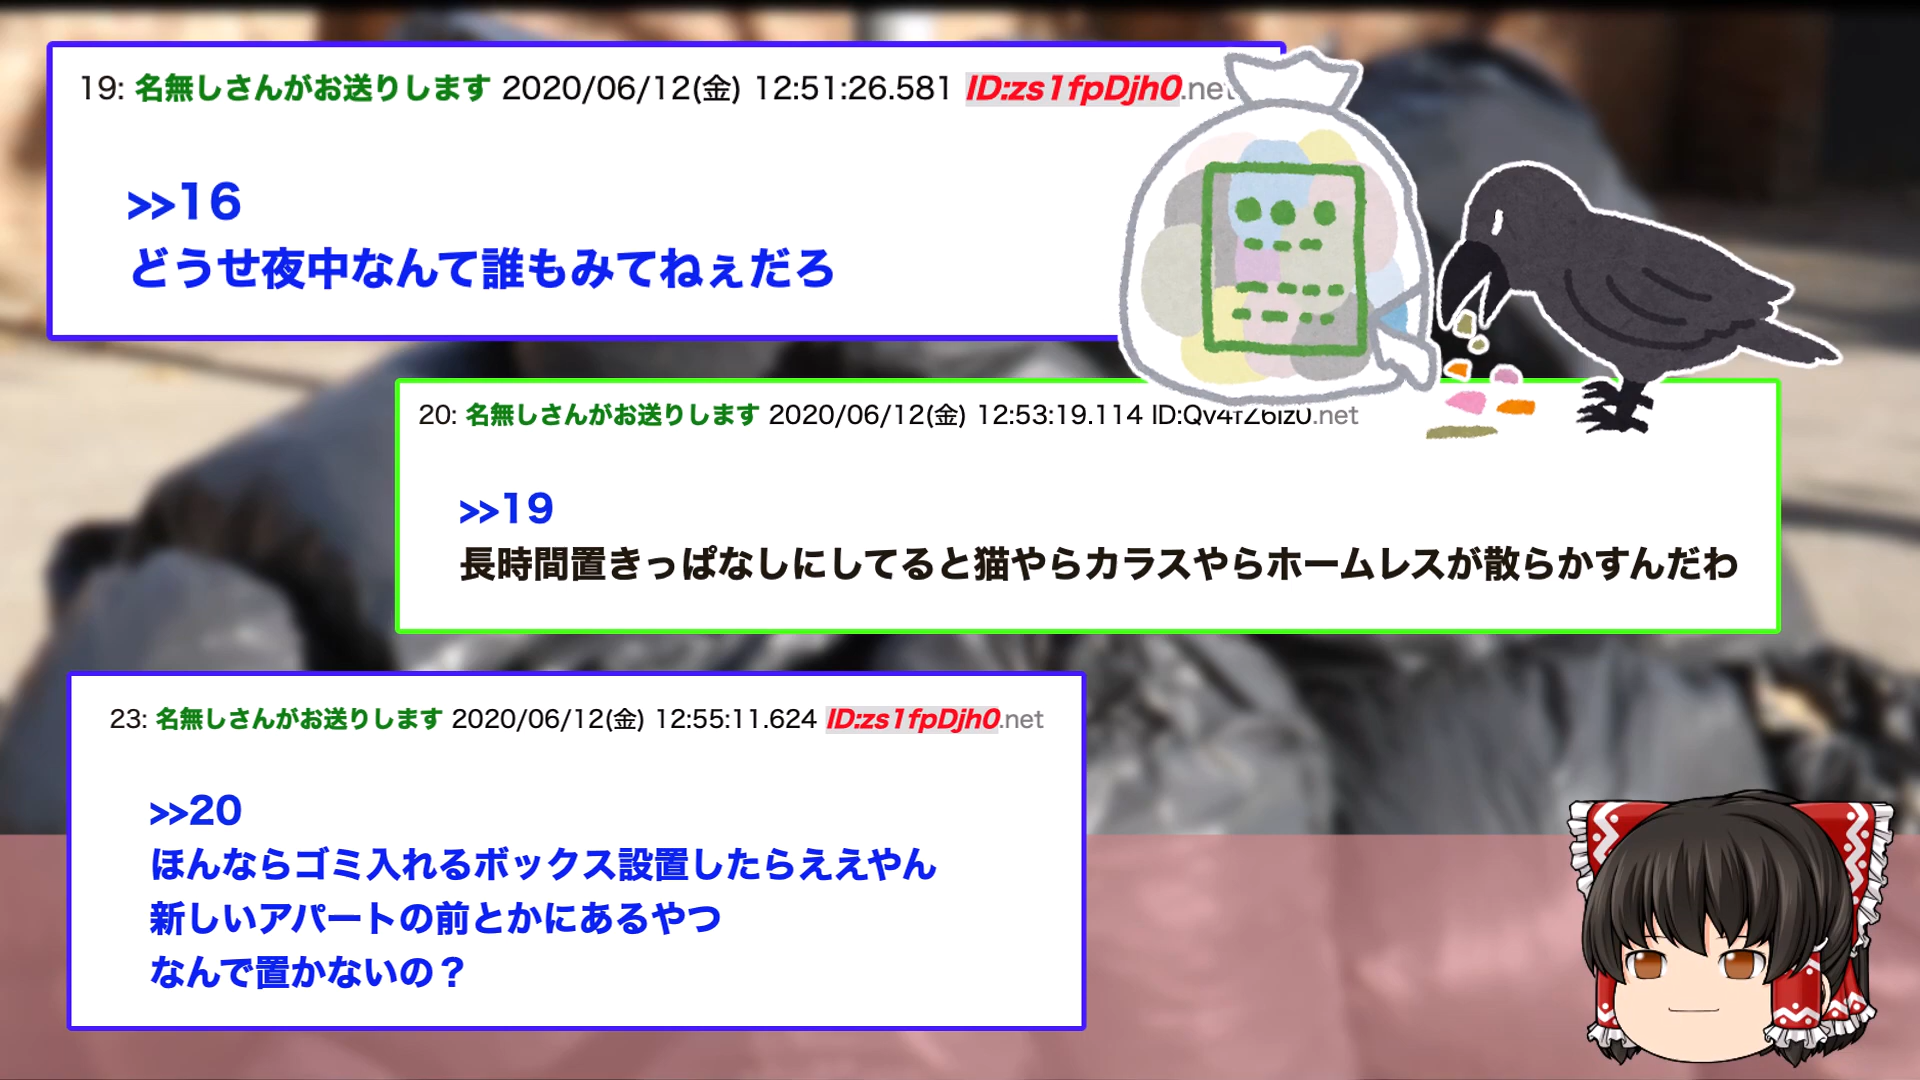 19: 名無しさんがお送りします 2020/06/12(金) 12:51:26.581 ID:zs1fpDjh0.net
>>16
どうせ夜中なんて誰もみてねぇだろ
20: 名無しさんがお送りします 2020/06/12(金) 12:53:19.114 ID:Qv4fZ6iz0.net
>>19
長時間置きっぱなしにしてると猫やらカラスやらホームレスが散らかすんだわ
23: 名無しさんがお送りします 2020/06/12(金) 12:55:11.624 ID:zs1fpDjh0.net
>>20
ほんならゴミ入れるボックス設置したらええやん
新しいアパートの前とかにあるやつ
なんで置かないの？